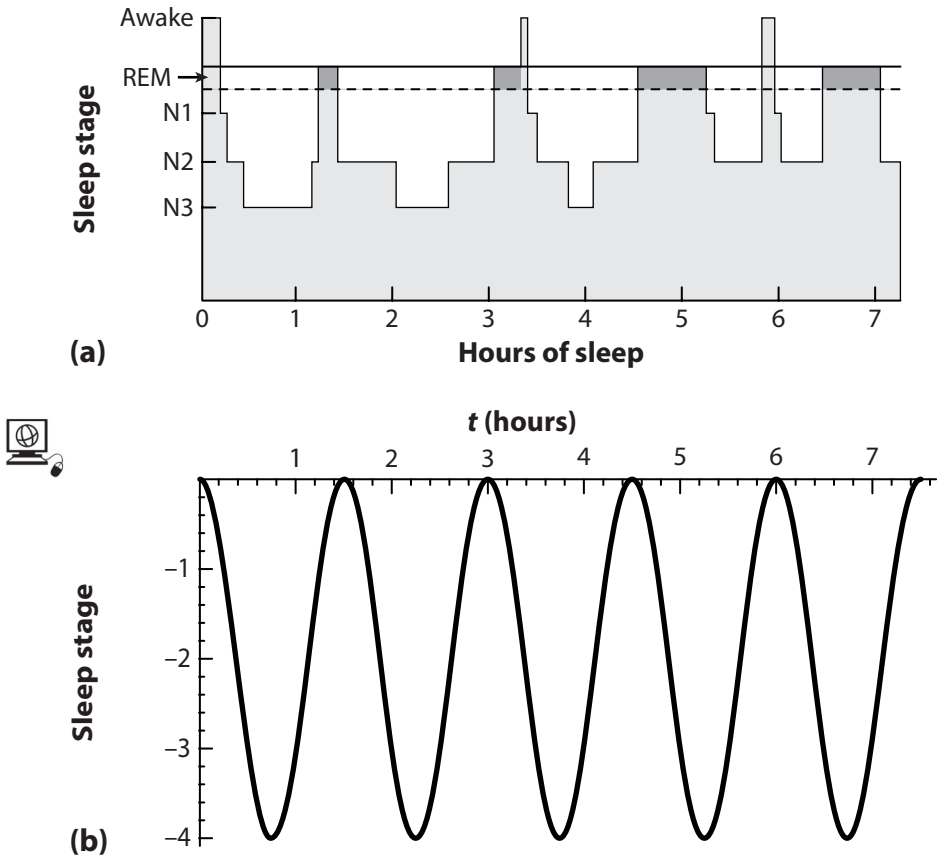 Awake
REM
N1
N2
N3
Sleep stage
0 1 2 3 4 5 6 7
(a)
Hours of sleep
t (hours)
1 2 3 4 5 6 7
–1
–2
–3
–4
Sleep stage
(b)